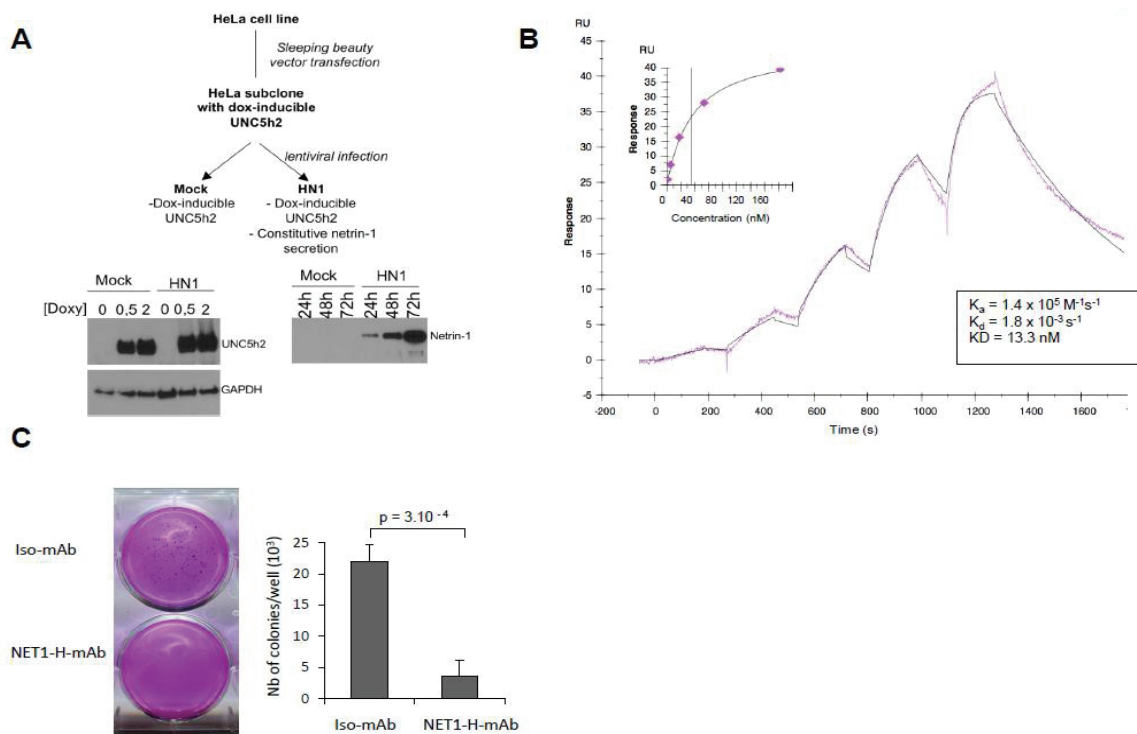 A
HeLa cell line
Sleeping beauty
vector transfection
HeLa subclone
with dox-inducible
UNC5h2
lentiviral infection
Mock
-Dox-inducible
UNC5h2
HN1
- Dox-inducible
UNC5h2
- Constitutive netrin-1
secretion
Mock HN1
[Doxy] 0 0,5 2 0 0,5 2
UNC5h2
GAPDH
Mock HN1
24h 48h 72h 24h 48h 72h
Netrin-1
B
RU
45
40
35
30
25
20
15
10
5
0
-5
Response
-200 0 200 400 600 800 1000 1200 1400 1600
Time (s)
RU
40
35
30
25
20
15
10
5
0
Response
0 40 80 120 160
Concentration (nM)
Ka = 1.4 x 10⁵ M⁻¹s⁻¹
Kd = 1.8 x 10⁻³ s⁻¹
KD = 13.3 nM
C
Iso-mAb
NET1-H-mAb
p = 3.10 ⁻⁴
Nb of colonies/well (10³)
25
20
15
10
5
0
Iso-mAb NET1-H-mAb